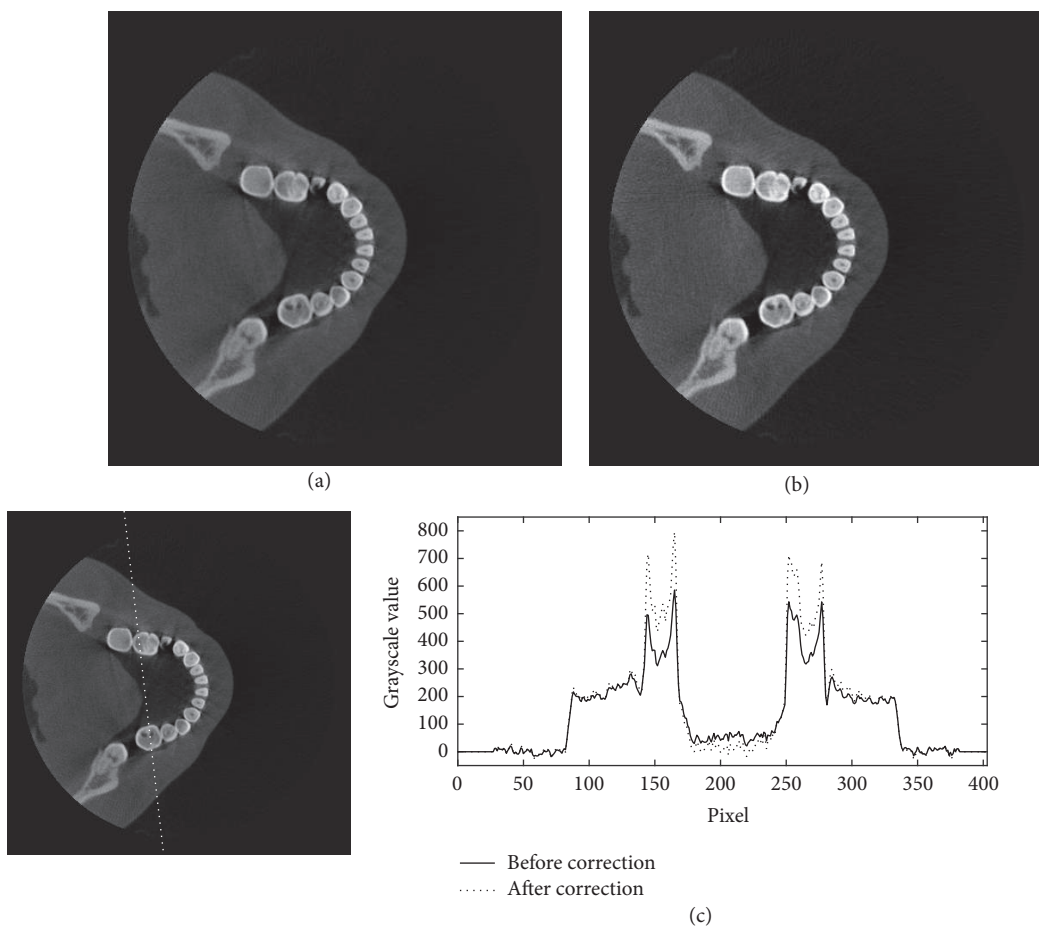 (a)
(b)
Grayscale value
800
700
600
500
400
300
200
100
0
0 50 100 150 200 250 300 350 400
Pixel
Before correction
After correction
(c)